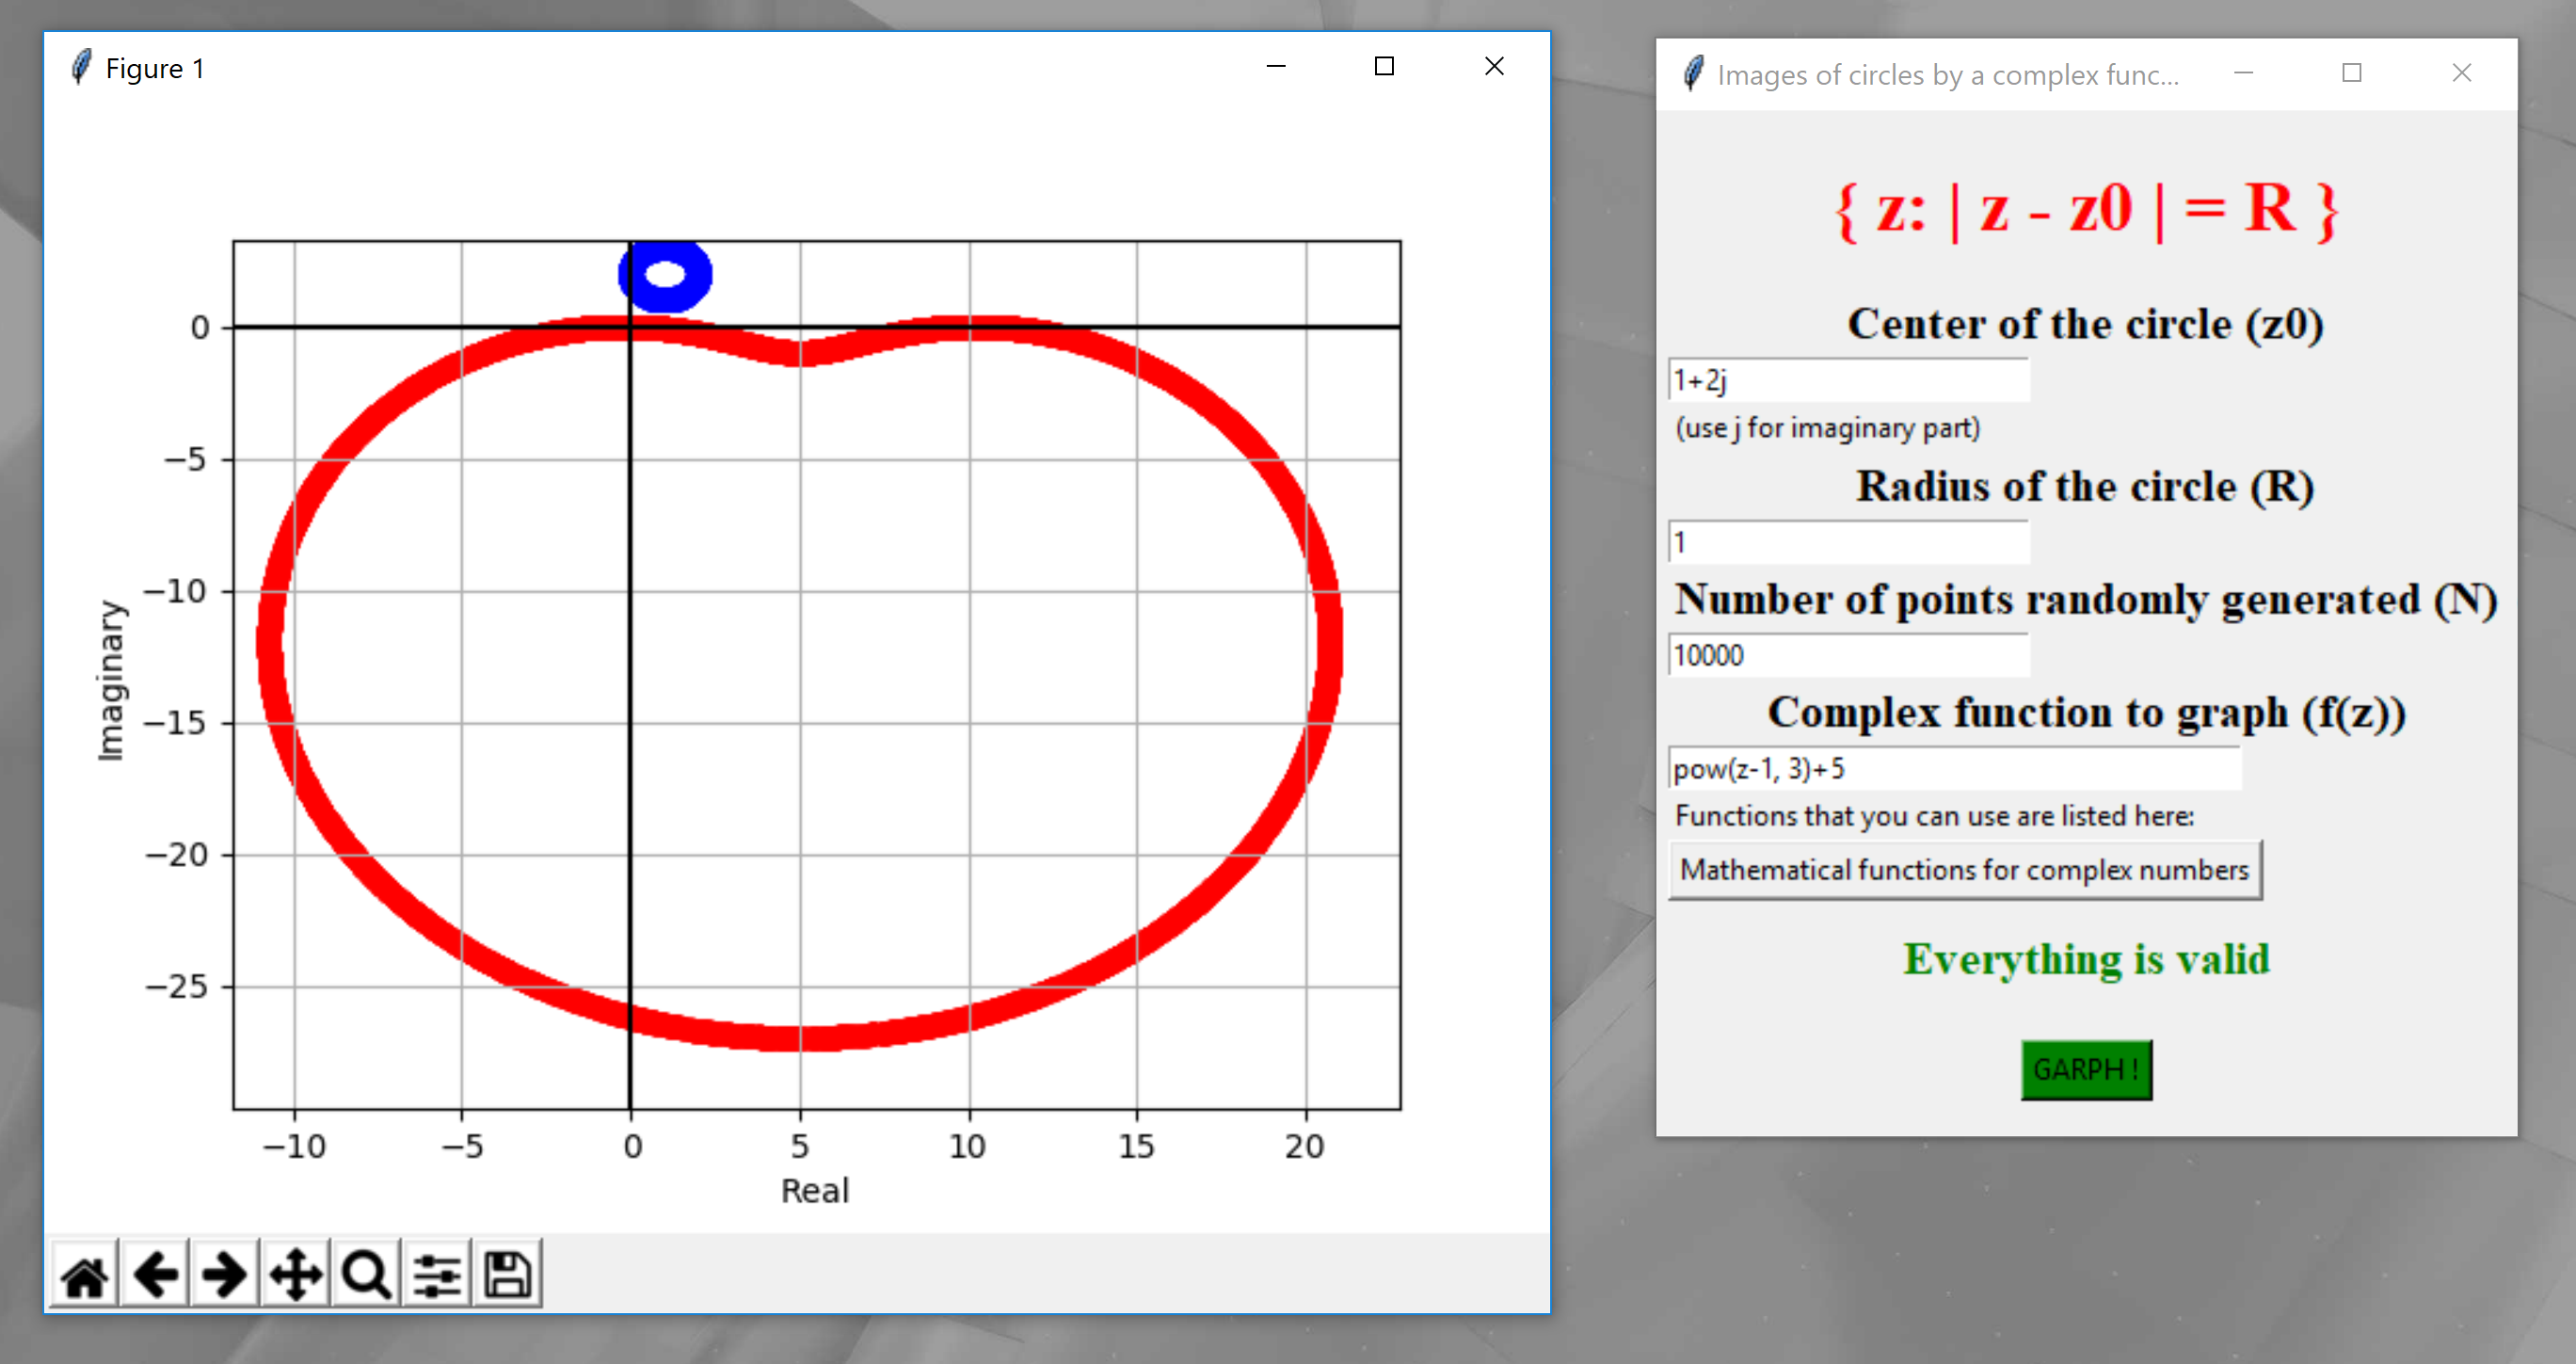 Figure 1
0
−5
−10
−15
−20
−25
Imaginary
−10 −5 0 5 10 15 20
Real
Images of circles by a complex func...
{ z: | z - z0 | = R }
Center of the circle (z0)
1+2j
(use j for imaginary part)
Radius of the circle (R)
1
Number of points randomly generated (N)
10000
Complex function to graph (f(z))
pow(z-1, 3)+5
Functions that you can use are listed here:
Mathematical functions for complex numbers
Everything is valid
GARPH !